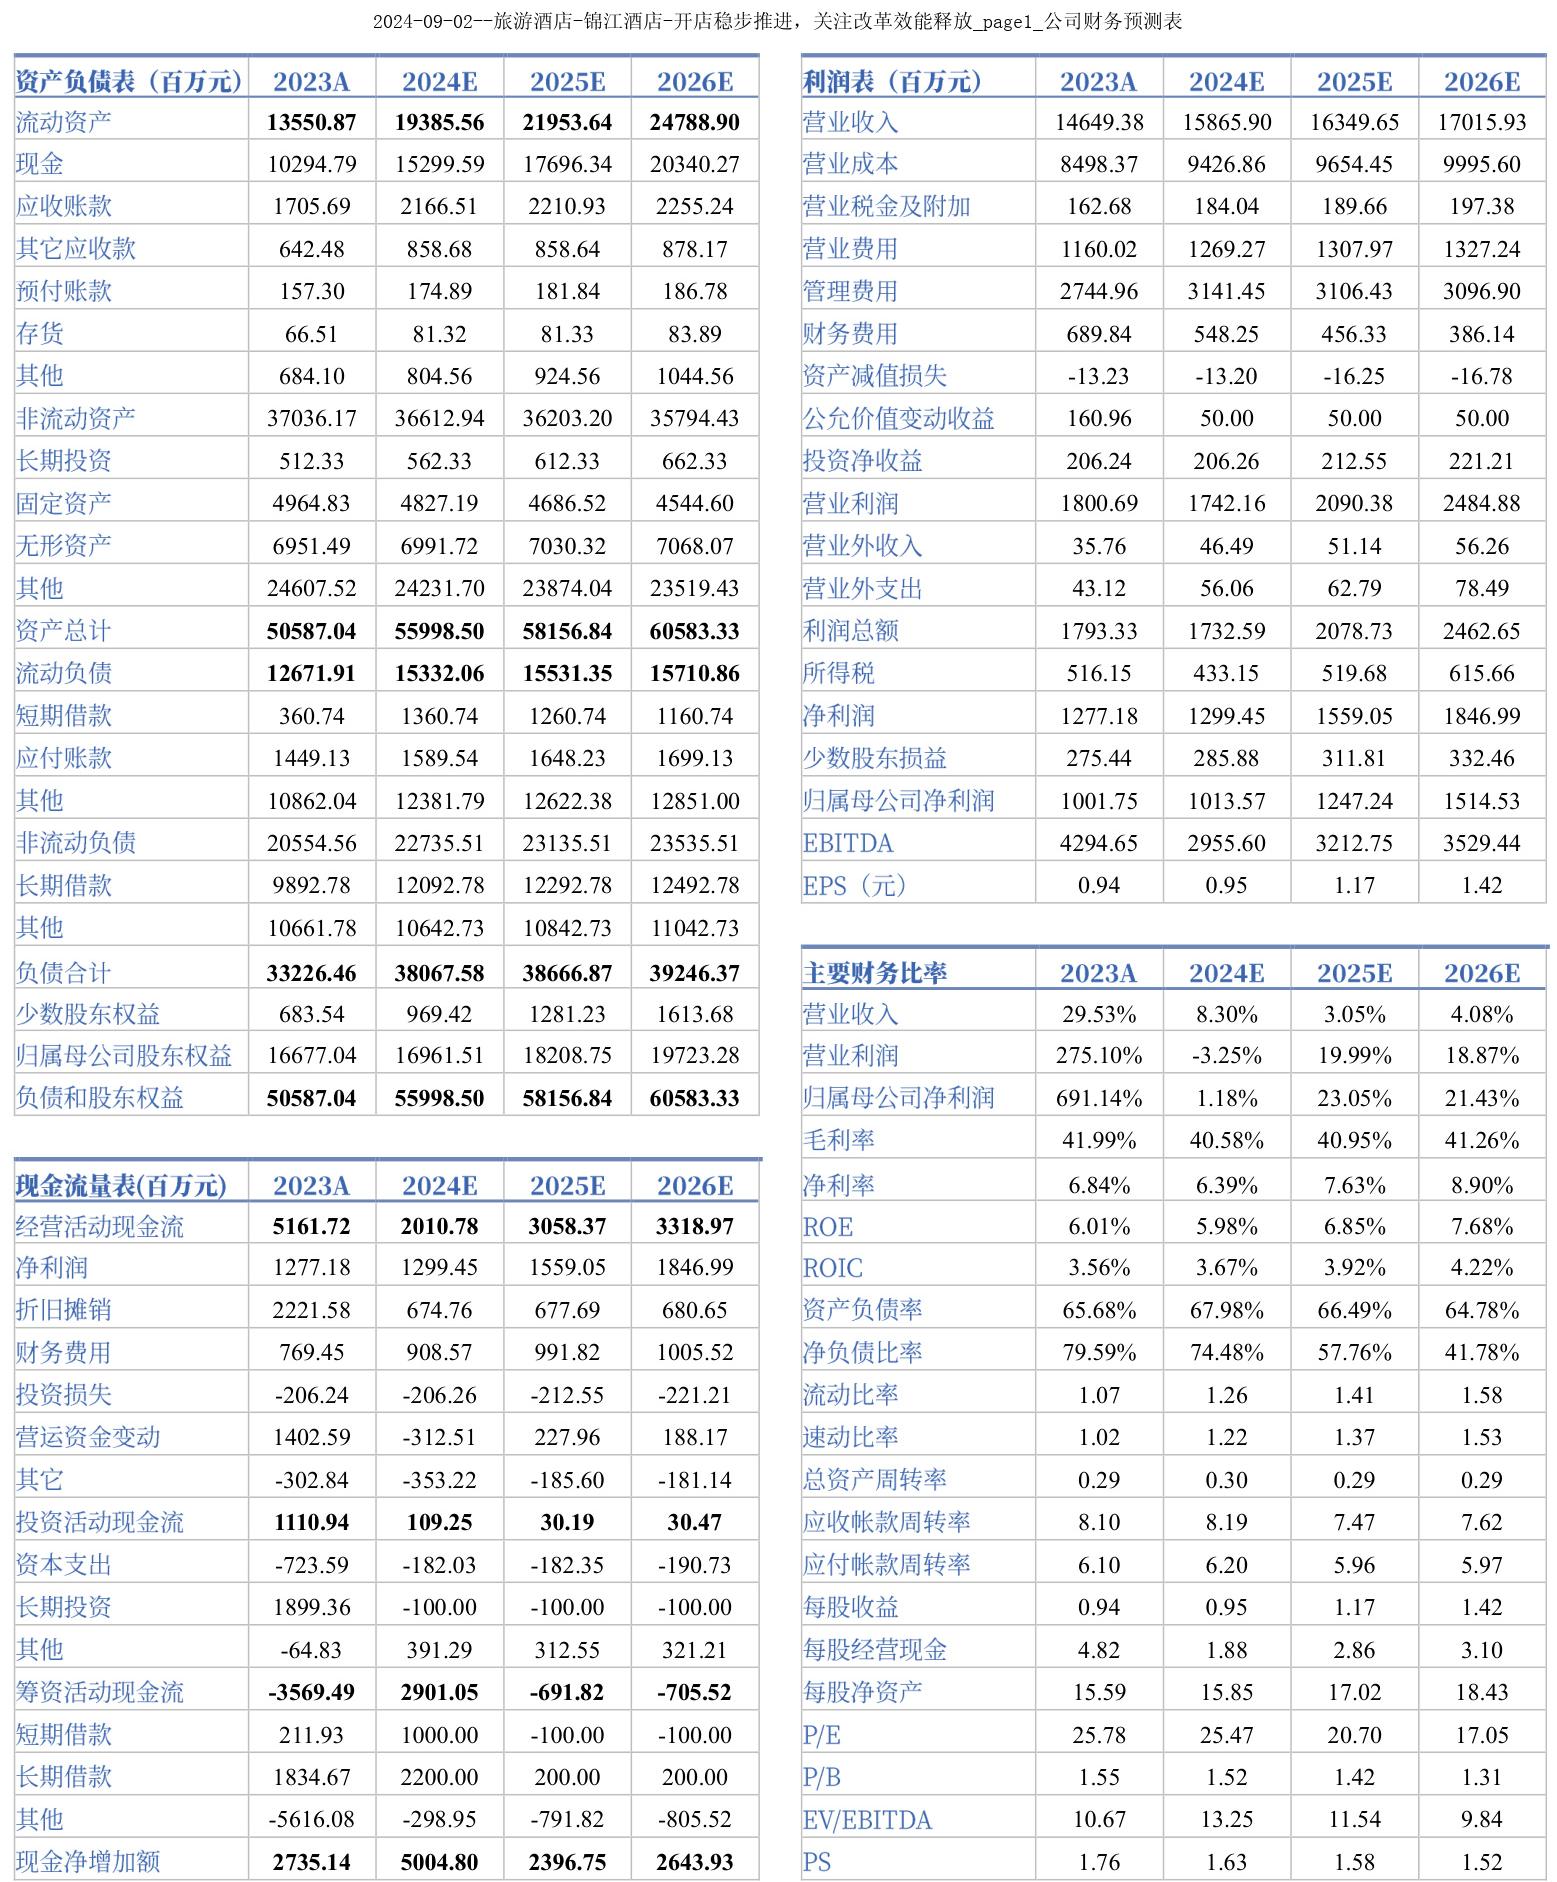 2024-09-02--旅游酒店-锦江酒店-开店稳步推进，关注改革效能释放_page1_公司财务预测表
资产负债表（百万元） 2023A 2024E 2025E 2026E
流动资产 13550.87 19385.56 21953.64 24788.90
现金 10294.79 15299.59 17696.34 20340.27
应收账款 1705.69 2166.51 2210.93 2255.24
其它应收款 642.48 858.68 858.64 878.17
预付账款 157.30 174.89 181.84 186.78
存货 66.51 81.32 81.33 83.89
其他 684.10 804.56 924.56 1044.56
非流动资产 37036.17 36612.94 36203.20 35794.43
长期投资 512.33 562.33 612.33 662.33
固定资产 4964.83 4827.19 4686.52 4544.60
无形资产 6951.49 6991.72 7030.32 7068.07
其他 24607.52 24231.70 23874.04 23519.43
资产总计 50587.04 55998.50 58156.84 60583.33
流动负债 12671.91 15332.06 15531.35 15710.86
短期借款 360.74 1360.74 1260.74 1160.74
应付账款 1449.13 1589.54 1648.23 1699.13
其他 10862.04 12381.79 12622.38 12851.00
非流动负债 20554.56 22735.51 23135.51 23535.51
长期借款 9892.78 12092.78 12292.78 12492.78
其他 10661.78 10642.73 10842.73 11042.73
负债合计 33226.46 38067.58 38666.87 39246.37
少数股东权益 683.54 969.42 1281.23 1613.68
归属母公司股东权益 16677.04 16961.51 18208.75 19723.28
负债和股东权益 50587.04 55998.50 58156.84 60583.33
现金流量表(百万元) 2023A 2024E 2025E 2026E
经营活动现金流 5161.72 2010.78 3058.37 3318.97
净利润 1277.18 1299.45 1559.05 1846.99
折旧摊销 2221.58 674.76 677.69 680.65
财务费用 769.45 908.57 991.82 1005.52
投资损失 -206.24 -206.26 -212.55 -221.21
营运资金变动 1402.59 -312.51 227.96 188.17
其它 -302.84 -353.22 -185.60 -181.14
投资活动现金流 1110.94 109.25 30.19 30.47
资本支出 -723.59 -182.03 -182.35 -190.73
长期投资 1899.36 -100.00 -100.00 -100.00
其他 -64.83 391.29 312.55 321.21
筹资活动现金流 -3569.49 2901.05 -691.82 -705.52
短期借款 211.93 1000.00 -100.00 -100.00
长期借款 1834.67 2200.00 200.00 200.00
其他 -5616.08 -298.95 -791.82 -805.52
现金净增加额 2735.14 5004.80 2396.75 2643.93
利润表（百万元） 2023A 2024E 2025E 2026E
营业收入 14649.38 15865.90 16349.65 17015.93
营业成本 8498.37 9426.86 9654.45 9995.60
营业税金及附加 162.68 184.04 189.66 197.38
营业费用 1160.02 1269.27 1307.97 1327.24
管理费用 2744.96 3141.45 3106.43 3096.90
财务费用 689.84 548.25 456.33 386.14
资产减值损失 -13.23 -13.20 -16.25 -16.78
公允价值变动收益 160.96 50.00 50.00 50.00
投资净收益 206.24 206.26 212.55 221.21
营业利润 1800.69 1742.16 2090.38 2484.88
营业外收入 35.76 46.49 51.14 56.26
营业外支出 43.12 56.06 62.79 78.49
利润总额 1793.33 1732.59 2078.73 2462.65
所得税 516.15 433.15 519.68 615.66
净利润 1277.18 1299.45 1559.05 1846.99
少数股东损益 275.44 285.88 311.81 332.46
归属母公司净利润 1001.75 1013.57 1247.24 1514.53
EBITDA 4294.65 2955.60 3212.75 3529.44
EPS（元） 0.94 0.95 1.17 1.42
主要财务比率 2023A 2024E 2025E 2026E
营业收入 29.53% 8.30% 3.05% 4.08%
营业利润 275.10% -3.25% 19.99% 18.87%
归属母公司净利润 691.14% 1.18% 23.05% 21.43%
毛利率 41.99% 40.58% 40.95% 41.26%
净利率 6.84% 6.39% 7.63% 8.90%
ROE 6.01% 5.98% 6.85% 7.68%
ROIC 3.56% 3.67% 3.92% 4.22%
资产负债率 65.68% 67.98% 66.49% 64.78%
净负债比率 79.59% 74.48% 57.76% 41.78%
流动比率 1.07 1.26 1.41 1.58
速动比率 1.02 1.22 1.37 1.53
总资产周转率 0.29 0.30 0.29 0.29
应收帐款周转率 8.10 8.19 7.47 7.62
应付帐款周转率 6.10 6.20 5.96 5.97
每股收益 0.94 0.95 1.17 1.42
每股经营现金 4.82 1.88 2.86 3.10
每股净资产 15.59 15.85 17.02 18.43
P/E 25.78 25.47 20.70 17.05
P/B 1.55 1.52 1.42 1.31
EV/EBITDA 10.67 13.25 11.54 9.84
PS 1.76 1.63 1.58 1.52